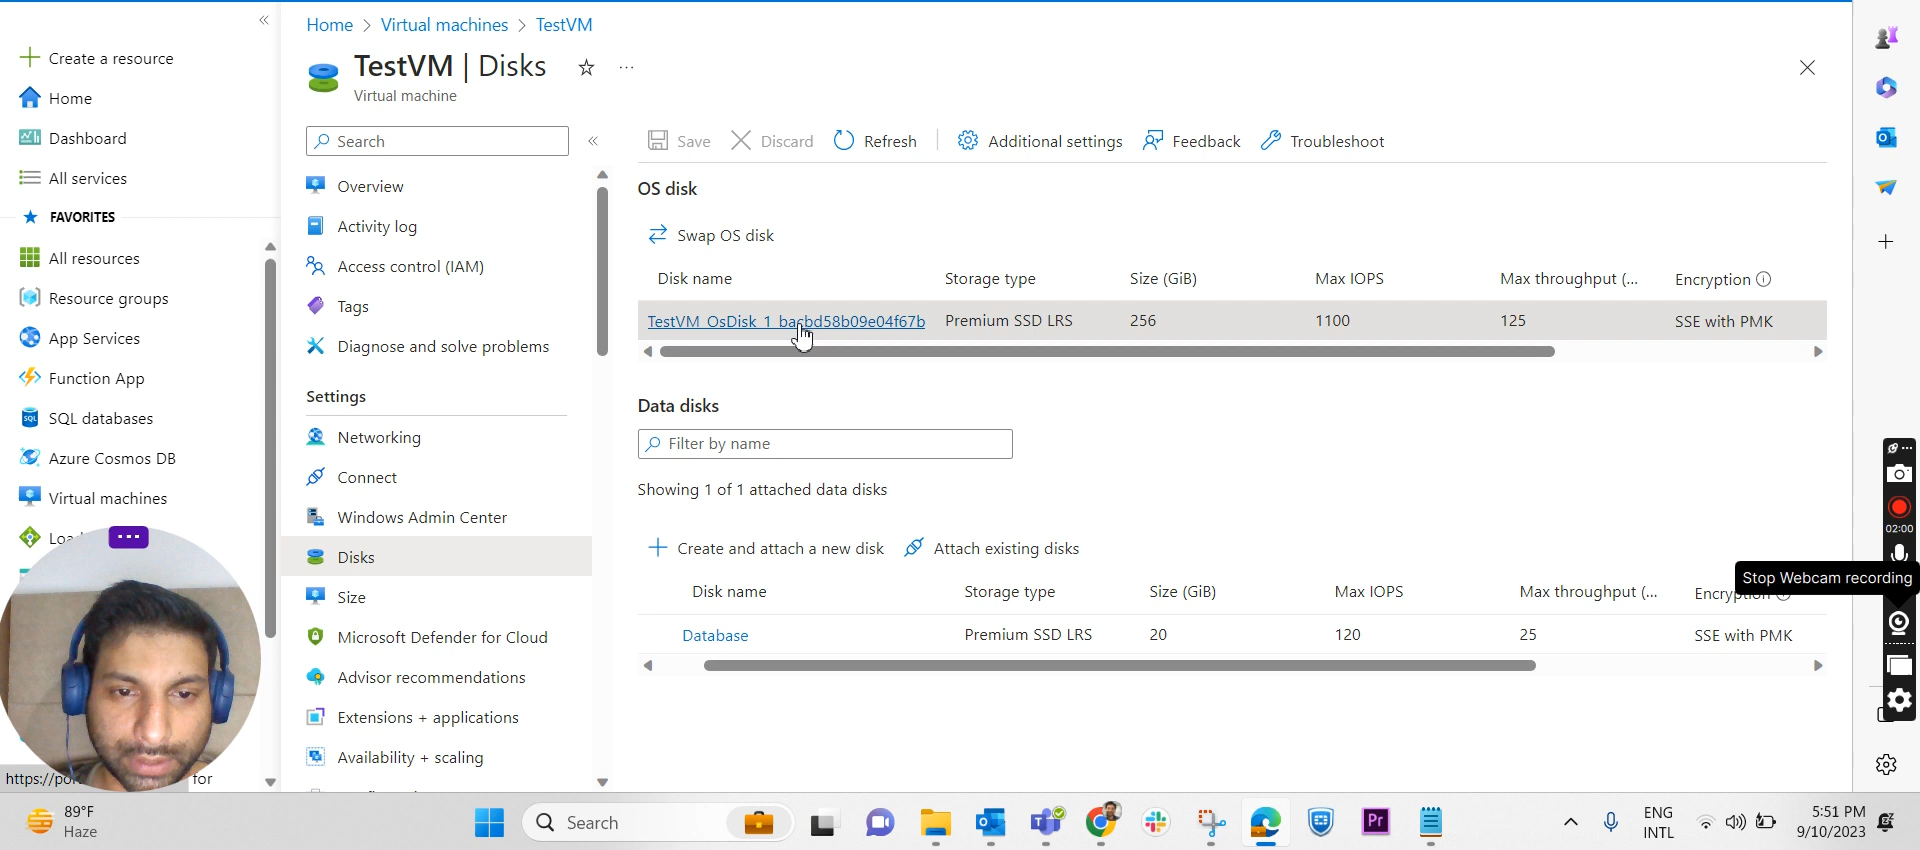 Create a resource
Home
Dashboard
All services
FAVORITES
All resources
Resource groups
App Services
Function App
SQL databases
Azure Cosmos DB
Virtual machines
https://po
for
Home > Virtual machines > TestVM
TestVM | Disks
Virtual machine
Search
Overview
Activity log
Access control (IAM)
Tags
Diagnose and solve problems
Settings
Networking
Connect
Windows Admin Center
Disks
Size
Microsoft Defender for Cloud
Advisor recommendations
Extensions + applications
Availability + scaling
Save Discard Refresh Additional settings Feedback Troubleshoot
OS disk
Swap OS disk
Disk name Storage type Size (GiB) Max IOPS Max throughput (... Encryption
TestVM_OsDisk_1_bacbd58b09e04f67b Premium SSD LRS 256 1100 125 SSE with PMK
Data disks
Filter by name
Showing 1 of 1 attached data disks
Create and attach a new disk Attach existing disks
Disk name Storage type Size (GiB) Max IOPS Max throughput (... Encryption
Database Premium SSD LRS 20 120 25 SSE with PMK
02:00
Stop Webcam recording
89°F
Haze
Search
Pr
ENG
INTL
5:51 PM
9/10/2023